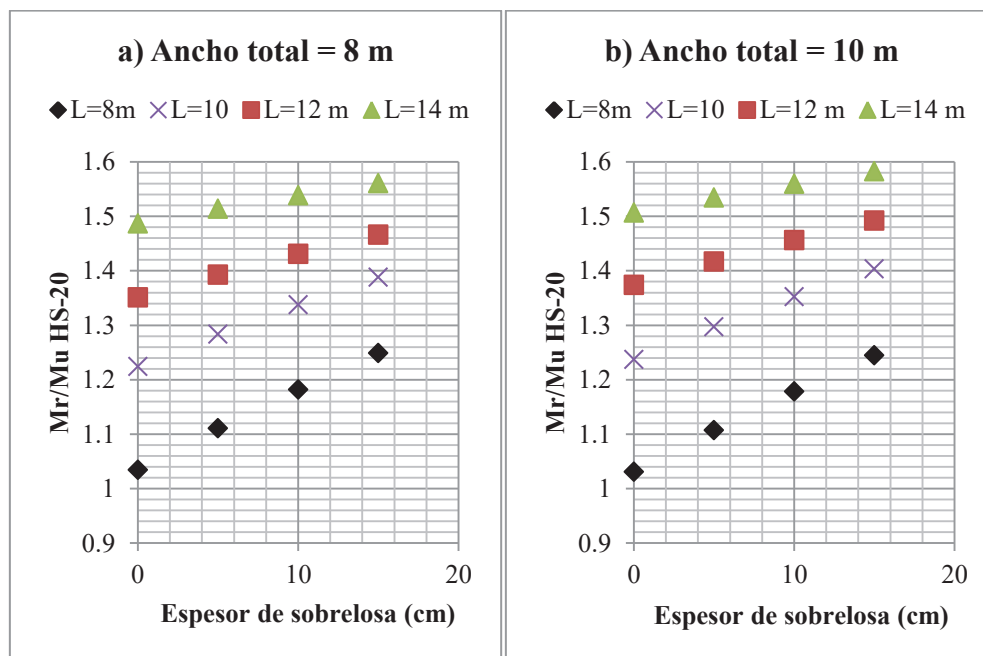 a) Ancho total = 8 m
L=8m L=10 L=12 m L=14 m
1.6
1.5
1.4
1.3
1.2
1.1
1
0.9
Mr/Mu HS-20
0 10 20
Espesor de sobrelosa (cm)
b) Ancho total = 10 m
L=8m L=10 L=12 m L=14 m
1.6
1.5
1.4
1.3
1.2
1.1
1
0.9
Mr/Mu HS-20
0 10 20
Espesor de sobrelosa (cm)